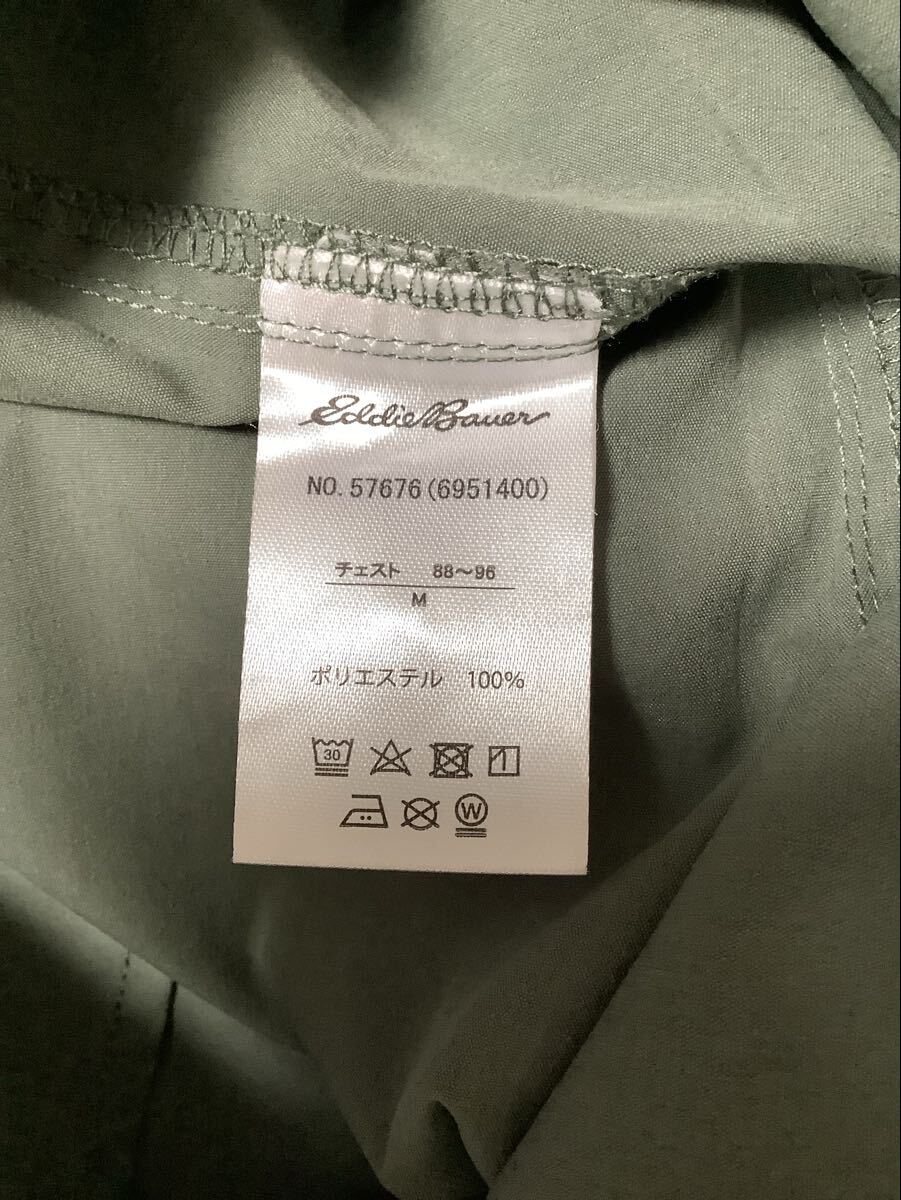 Eddie Bauer
NO. 57676 (6951400)
チェスト 88～96
M
ポリエステル 100%
30
W